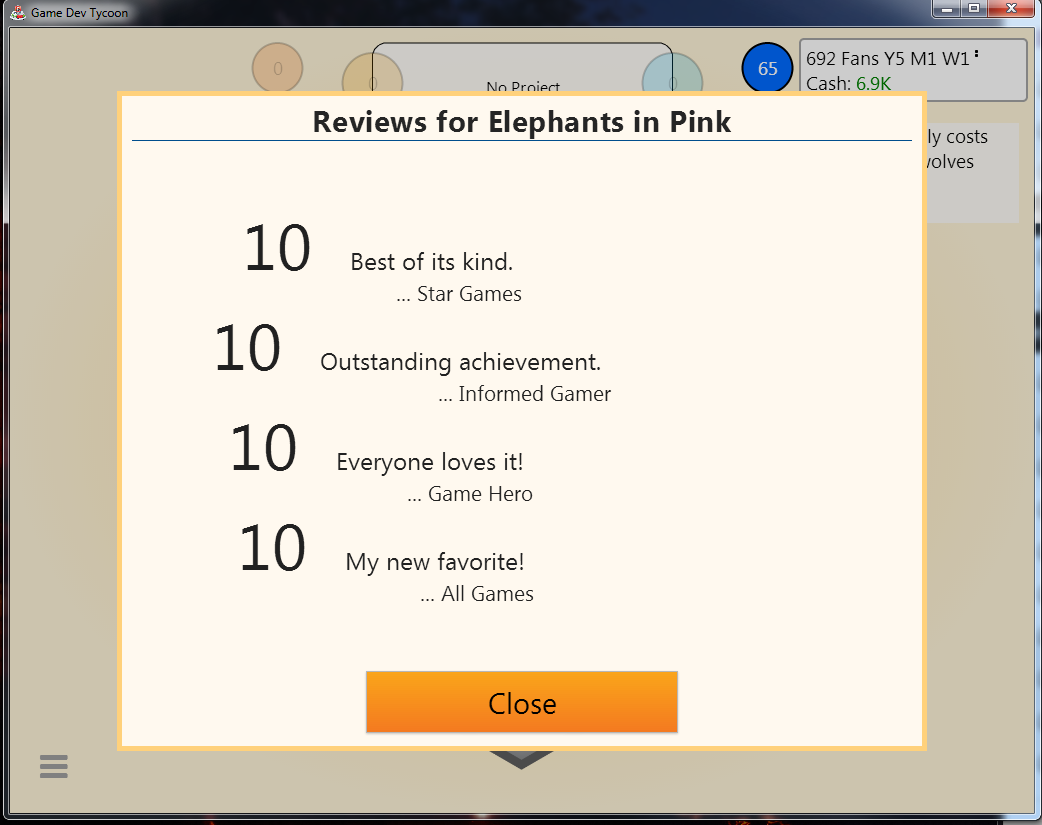 Game Dev Tycoon
0
0
No Project
0
65
692 Fans Y5 M1 W1
Cash: 6.9K
ly costs
volves
Reviews for Elephants in Pink
10
Best of its kind.
... Star Games
10
Outstanding achievement.
... Informed Gamer
10
Everyone loves it!
... Game Hero
10
My new favorite!
... All Games
Close